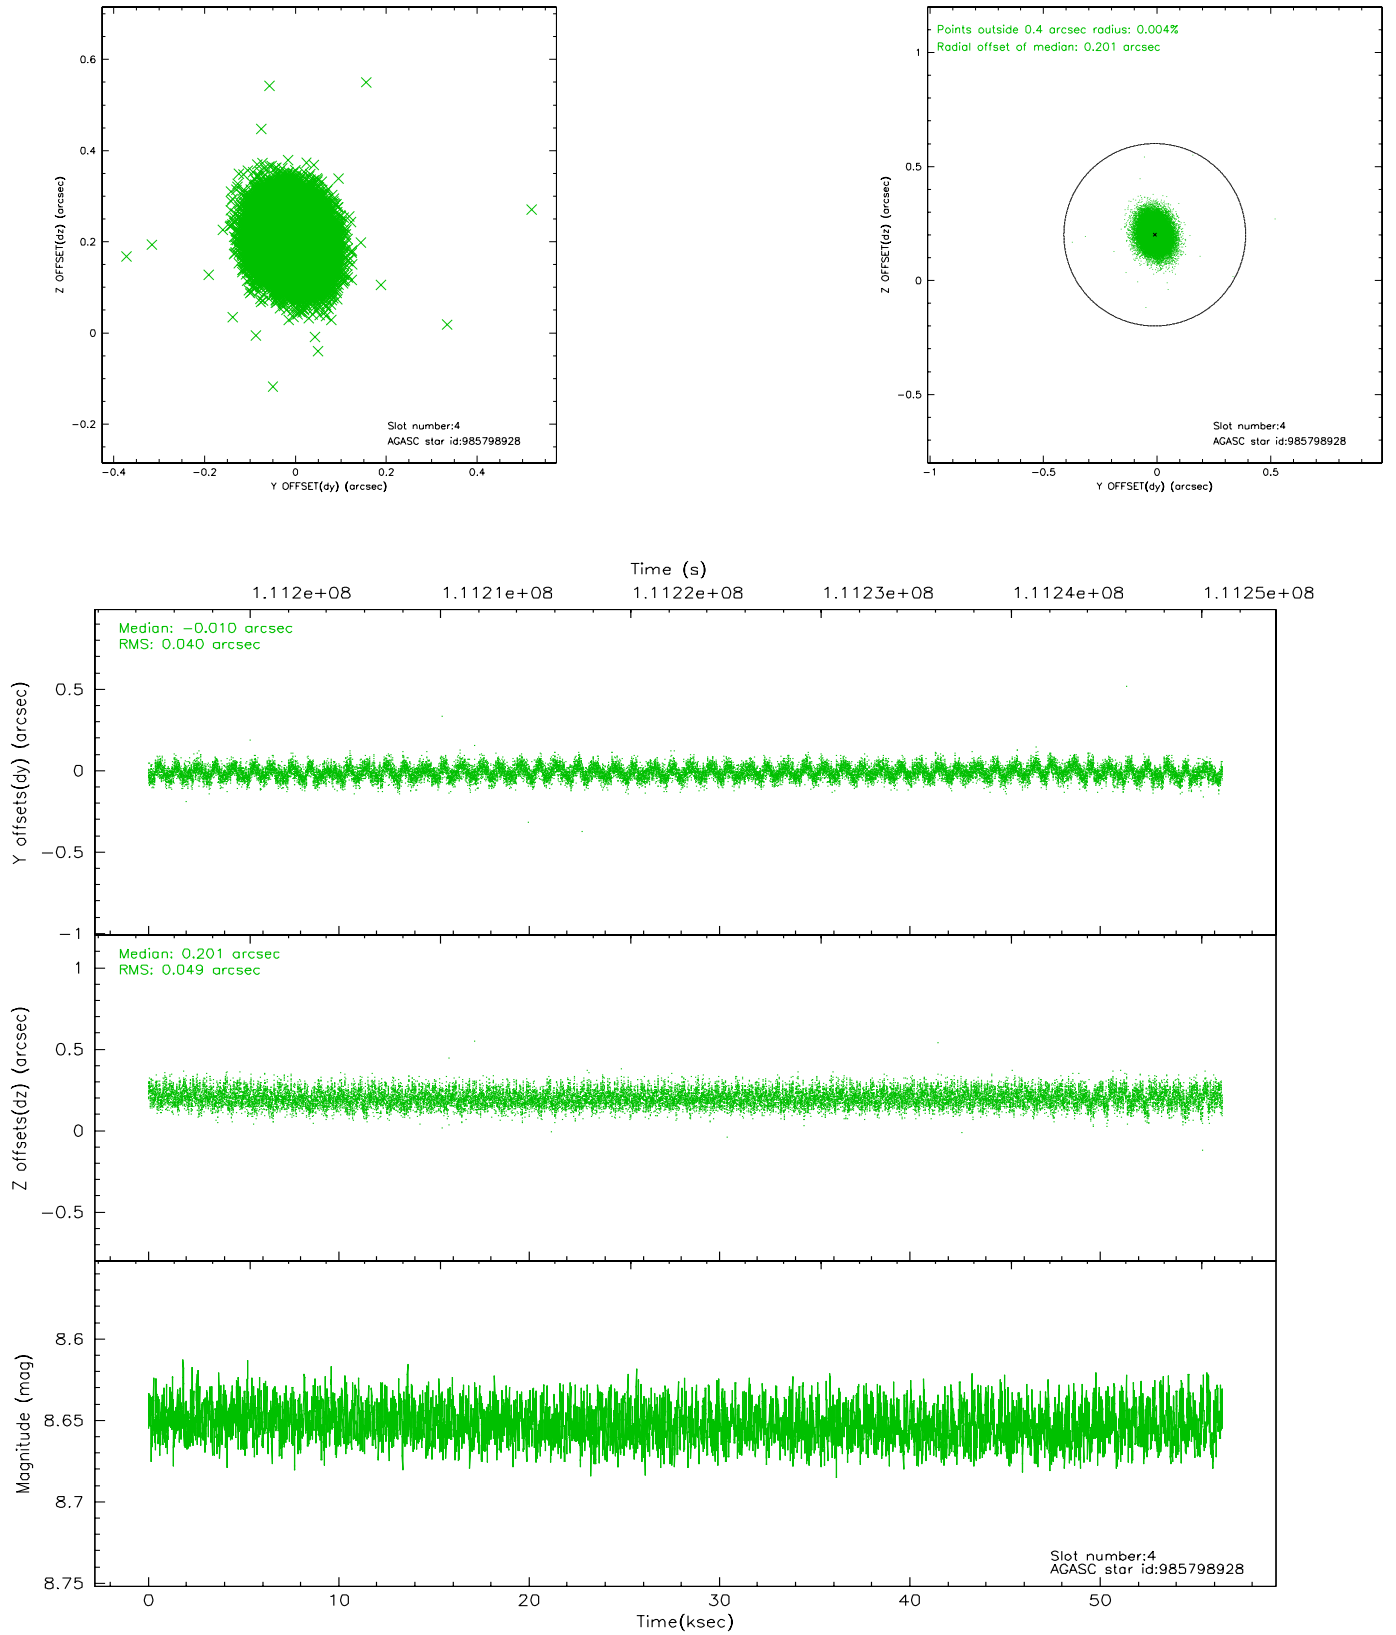 0.6
0.4
0.2
0
−0.2
Z OFFSET(dz) (arcsec)
−0.4
−0.2
0
0.2
0.4
Y OFFSET(dy) (arcsec)
Slot number:4
AGASC star id:985798928
Points outside 0.4 arcsec radius: 0.004%
Radial offset of median: 0.201 arcsec
1
0.5
0
−0.5
Z OFFSET(dz) (arcsec)
−1
−0.5
0
0.5
Y OFFSET(dy) (arcsec)
Slot number:4
AGASC star id:985798928
Time (s)
1.112e+08
1.1121e+08
1.1122e+08
1.1123e+08
1.1124e+08
1.1125e+08
Median: −0.010 arcsec
RMS: 0.040 arcsec
0.5
0
−0.5
−1
Y offsets(dy) (arcsec)
Median: 0.201 arcsec
RMS: 0.049 arcsec
1
0.5
0
−0.5
Z offsets(dz) (arcsec)
8.6
8.65
8.7
8.75
Magnitude (mag)
Slot number:4
AGASC star id:985798928
0
10
20
30
40
50
Time(ksec)